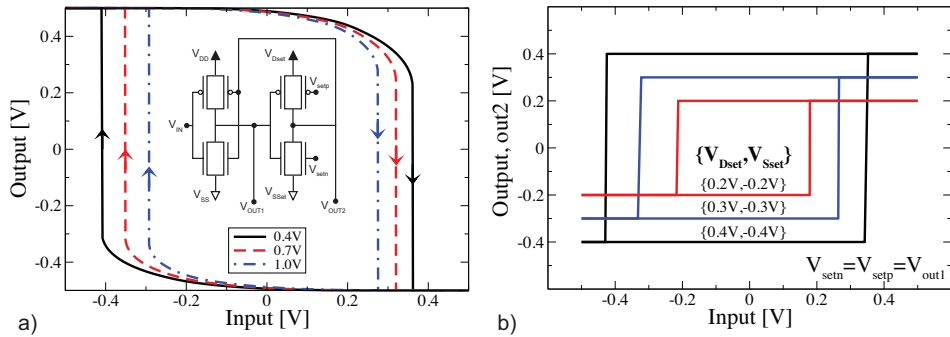 a)
Output [V]
0.4
0.2
0
-0.2
-0.4
-0.4
-0.2
0
0.2
0.4
Input [V]
V_DD
V_Dset
V_setp
V_IN
V_setn
V_SS
V_SSet
V_OUT1
V_OUT2
0.4V
0.7V
1.0V
b)
Output, out2 [V]
0.4
0.2
0
-0.2
-0.4
-0.4
-0.2
0
0.2
0.4
0.6
Input [V]
{V_Dset,V_Sset}
{0.2V,-0.2V}
{0.3V,-0.3V}
{0.4V,-0.4V}
V_setn=V_setp=V_out1